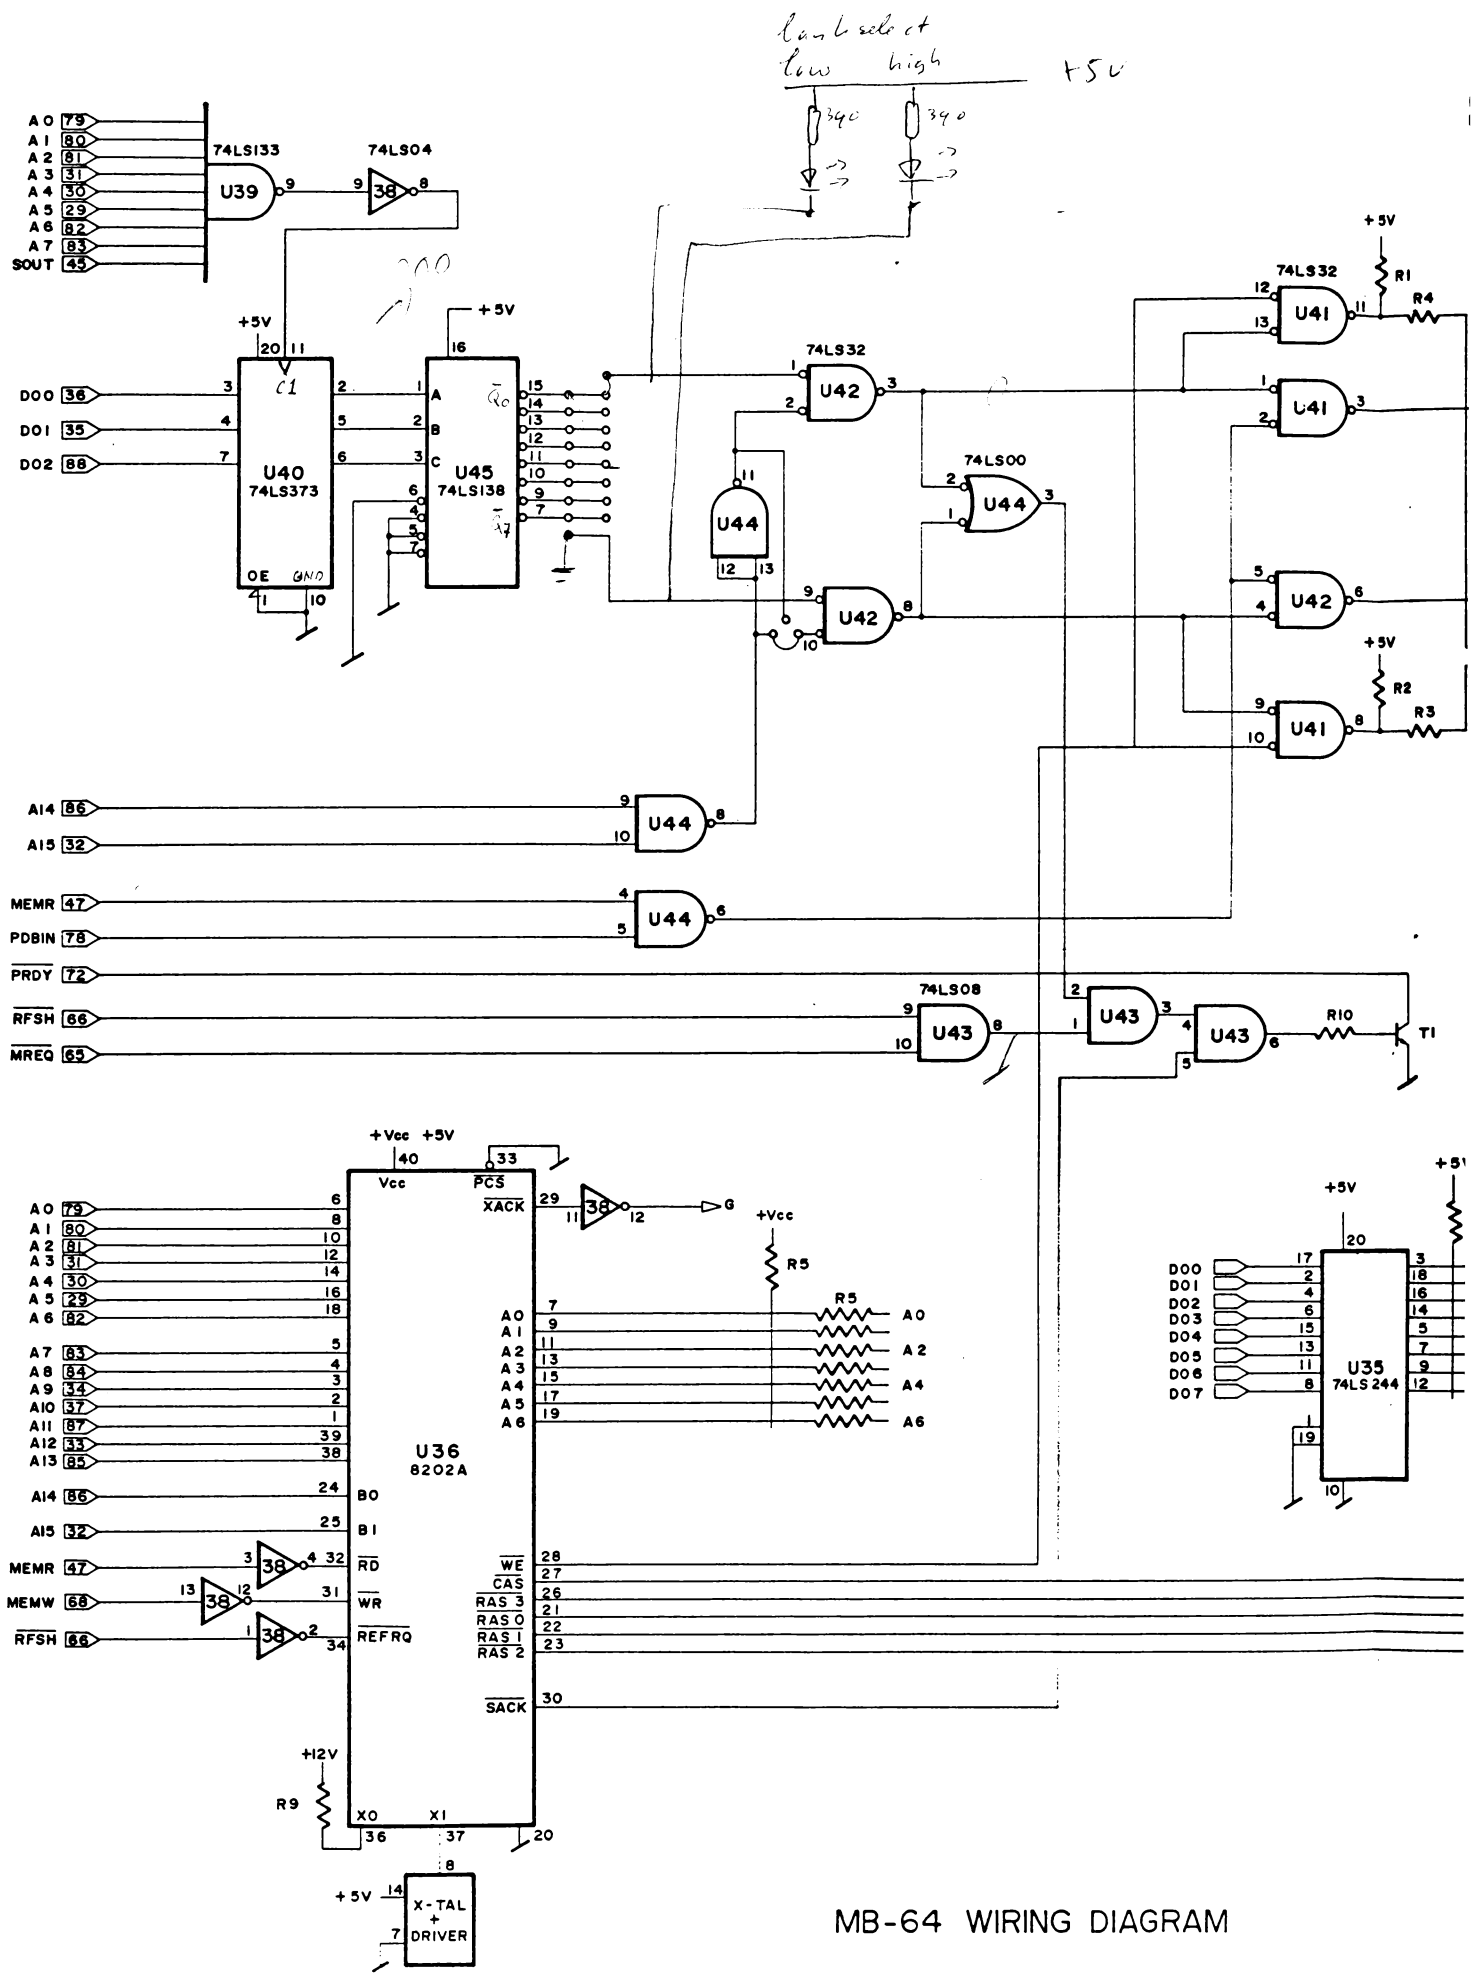 low high +5V
390 390
A0 79
A1 80
A2 81
A3 31
A4 30
A5 29
A6 82
A7 83
SOUT 45
74LS133
U39 9
74LS04
9 38 8
+5V
20 11
C1
DO0 36 3 2
DO1 35 4 5
DO2 88 7 6
U40
74LS373
OE GND
1 10
+5V
16
1 A
2 B
3 C
6
4
5
7
U45
74LS138
Q0
Q7
15
14
13
12
11
10
9
7
74LS32
1
2
U42 3
11
U44
12 13
9
10
U42 8
74LS00
2
1
U44 3
74LS32
12
13
U41 11
+5V
R1
R4
1
2
U41 3
5
4
U42 6
+5V
R2
R3
9
10
U41 8
A14 86 9
A15 32 10
U44 8
MEMR 47 4
PDBIN 78 5
U44 6
PRDY 72
RFSH 66 9
MREQ 65 10
74LS08
U43 8
2
1
U43 3
4
5
U43 6
R10
T1
+Vcc +5V
40 33
Vcc PCS
A0 79 6
A1 80 8
A2 81 10
A3 31 12
A4 30 14
A5 29 16
A6 82 18
A7 83 5
A8 84 4
A9 34 3
A10 37 2
A11 87 1
A12 33 39
A13 85 38
A14 86 24 B0
A15 32 25 B1
MEMR 47 3 38 4 32 RD
MEMW 68 13 38 12 31 WR
RFSH 66 1 38 2 34 REFRQ
U36
8202A
XACK 29 11 38 12 G
+Vcc
R5
R5
A0 7 A0
A1 9
A2 11 A2
A3 13
A4 15 A4
A5 17
A6 19 A6
WE 28
CAS 27
RAS 3 26
RAS 0 21
RAS 1 22
RAS 2 23
SACK 30
+12V
R9
X0 X1
36 37 20
8
+5V 14
7
X-TAL
+
DRIVER
+5V
+5V
20
DO0 17 3
DO1 2 18
DO2 4 16
DO3 6 14
DO4 15 5
DO5 13 7
DO6 11 9
DO7 8 12
U35
74LS244
1
19
10
MB-64 WIRING DIAGRAM